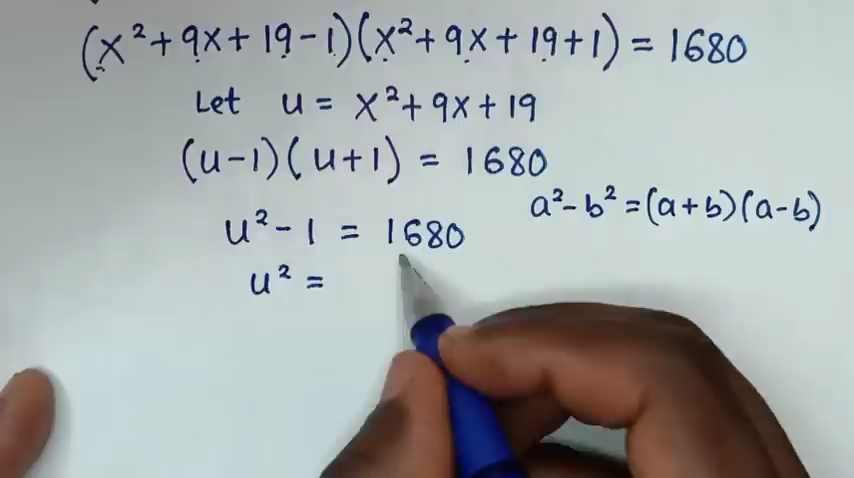 (x²+9x+19-1)(x²+9x+19+1)=1680
Let u = x²+9x+19
(u-1)(u+1) = 1680
a²-b²=(a+b)(a-b)
u²-1 = 1680
u² =